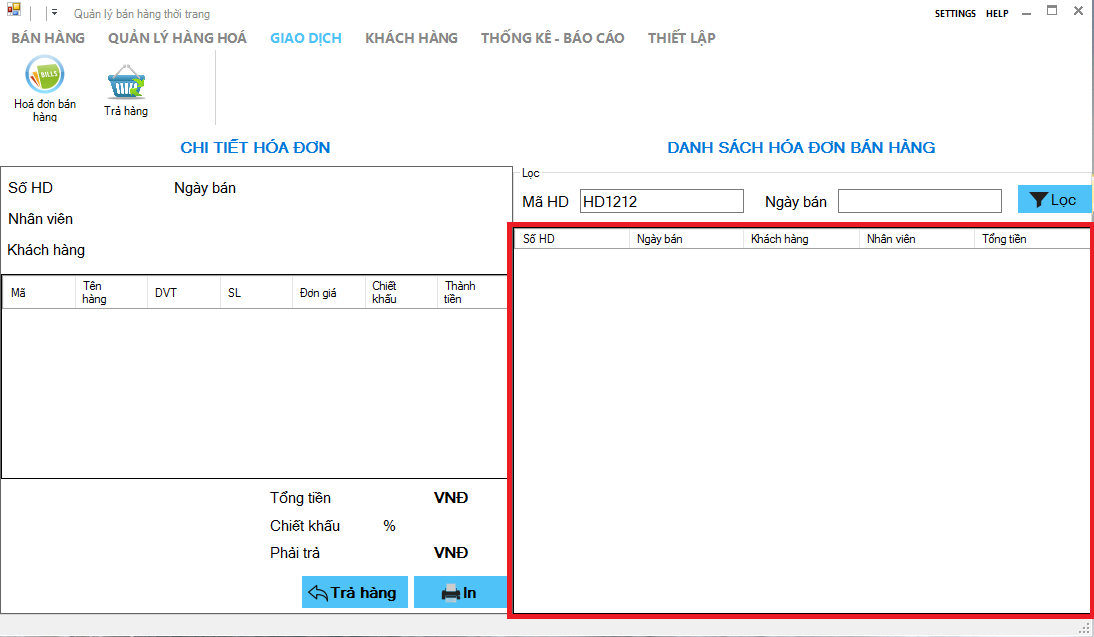 Quản lý bán hàng thời trang
SETTINGS HELP
BÁN HÀNG QUẢN LÝ HÀNG HOÁ GIAO DỊCH KHÁCH HÀNG THỐNG KÊ - BÁO CÁO THIẾT LẬP
BILLS
Hoá đơn bán
hàng
Trả hàng
CHI TIẾT HÓA ĐƠN
Số HD Ngày bán
Nhân viên
Khách hàng
Mã Tên
hàng DVT SL Đơn giá Chiết
khấu Thành
tiền
Tổng tiền VNĐ
Chiết khấu %
Phải trả VNĐ
Trả hàng In
DANH SÁCH HÓA ĐƠN BÁN HÀNG
Lọc
Mã HD HD1212 Ngày bán Lọc
Số HD Ngày bán Khách hàng Nhân viên Tổng tiền